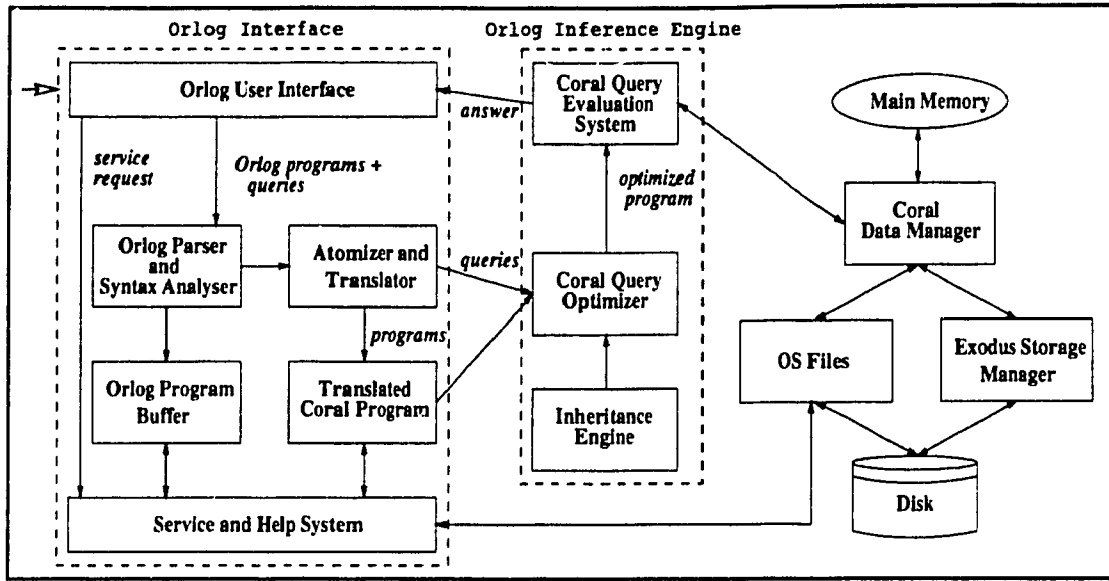 Orlog Interface
Orlog Inference Engine
Orlog User Interface
answer
Coral Query
Evaluation
System
Main Memory
service
request
Orlog programs +
queries
optimized
program
Coral
Data Manager
Orlog Parser
and
Syntax Analyser
Atomizer and
Translator
queries
Coral Query
Optimizer
programs
OS Files
Exodus Storage
Manager
Orlog Program
Buffer
Translated
Coral Program
Inheritance
Engine
Service and Help System
Disk